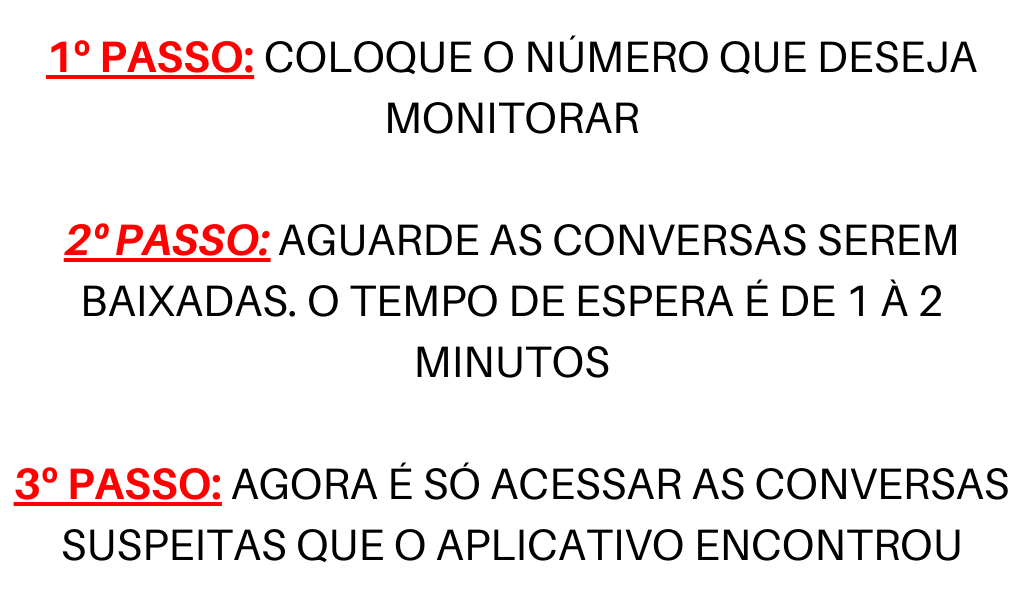 1º PASSO: COLOQUE O NÚMERO QUE DESEJA
MONITORAR
2º PASSO: AGUARDE AS CONVERSAS SEREM
BAIXADAS. O TEMPO DE ESPERA É DE 1 À 2
MINUTOS
3º PASSO: AGORA É SÓ ACESSAR AS CONVERSAS
SUSPEITAS QUE O APLICATIVO ENCONTROU